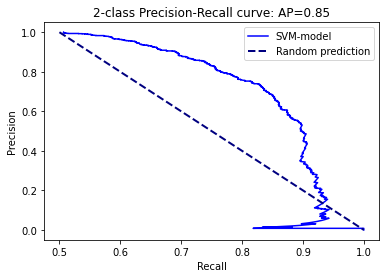 2-class Precision-Recall curve: AP=0.85
SVM-model
Random prediction
Precision
1.0
0.8
0.6
0.4
0.2
0.0
0.5
0.6
0.7
0.8
0.9
1.0
Recall